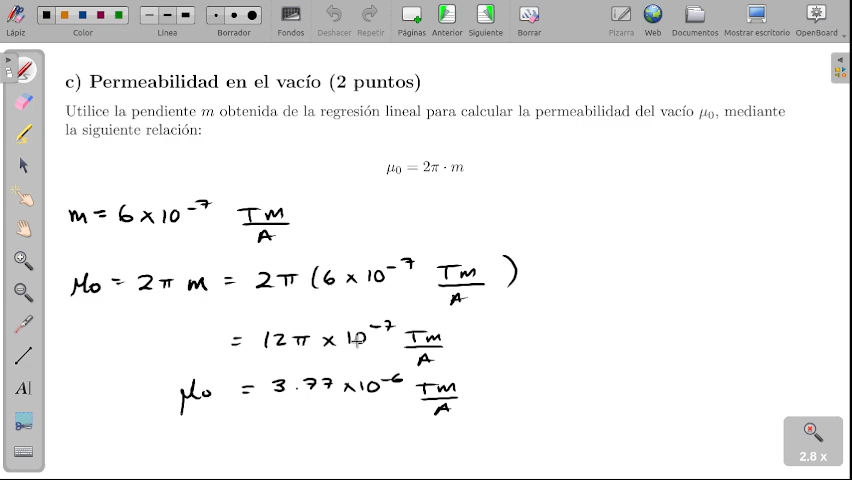 Lápiz Color Línea Borrador Fondos Deshacer Repetir Páginas Anterior Siguiente Borrar Pizarra Web Documentos Mostrar escritorio OpenBoard
c) Permeabilidad en el vacío (2 puntos)
Utilice la pendiente m obtenida de la regresión lineal para calcular la permeabilidad del vacío μ₀, mediante
la siguiente relación:
μ₀ = 2π · m
m = 6 × 10⁻⁷ Tm/A
μ₀ = 2π m = 2π (6 × 10⁻⁷ Tm/A)
= 12π × 10⁻⁷ Tm/A
μ₀ = 3.77 × 10⁻⁶ Tm/A
A|
2.8 x